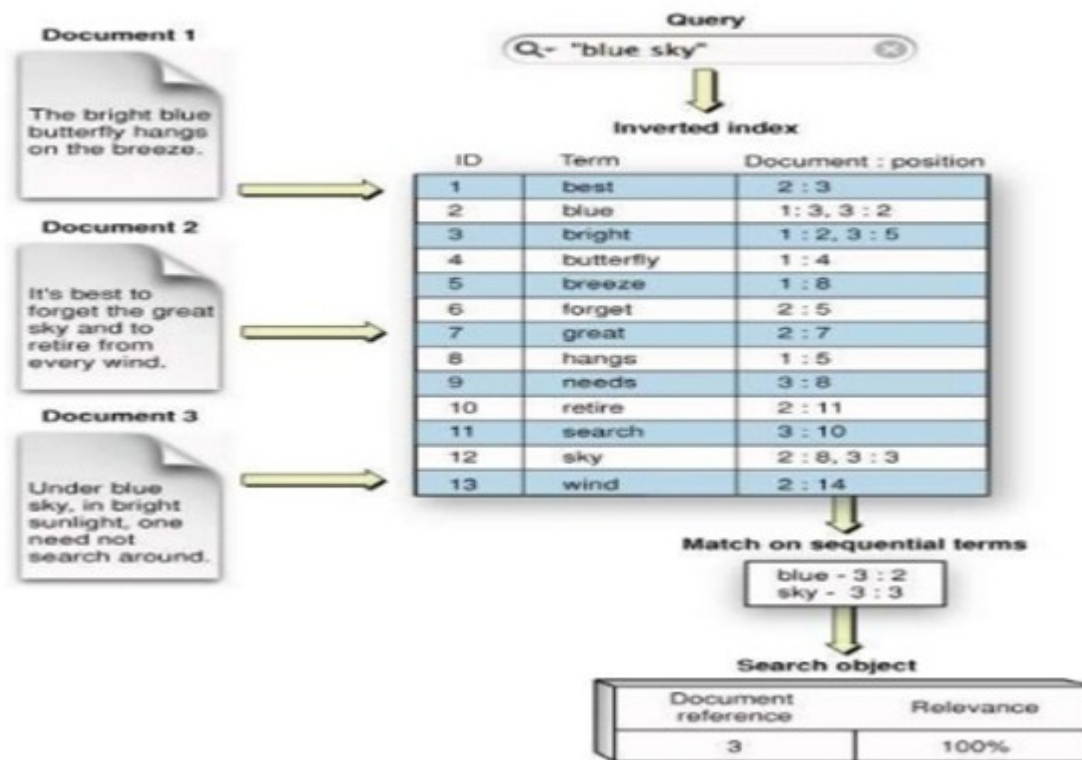 Document 1
The bright blue
butterfly hangs
on the breeze.
Document 2
It's best to
forget the great
sky and to
retire from
every wind.
Document 3
Under blue
sky, in bright
sunlight, one
need not
search around.
Query
"blue sky"
Inverted index
ID Term Document : position
1 best 2 : 3
2 blue 1: 3, 3 : 2
3 bright 1 : 2, 3 : 5
4 butterfly 1 : 4
5 breeze 1 : 8
6 forget 2 : 5
7 great 2 : 7
8 hangs 1 : 5
9 needs 3 : 8
10 retire 2 : 11
11 search 3 : 10
12 sky 2 : 8, 3 : 3
13 wind 2 : 14
Match on sequential terms
blue - 3 : 2
sky - 3 : 3
Search object
Document
reference
Relevance
3 100%